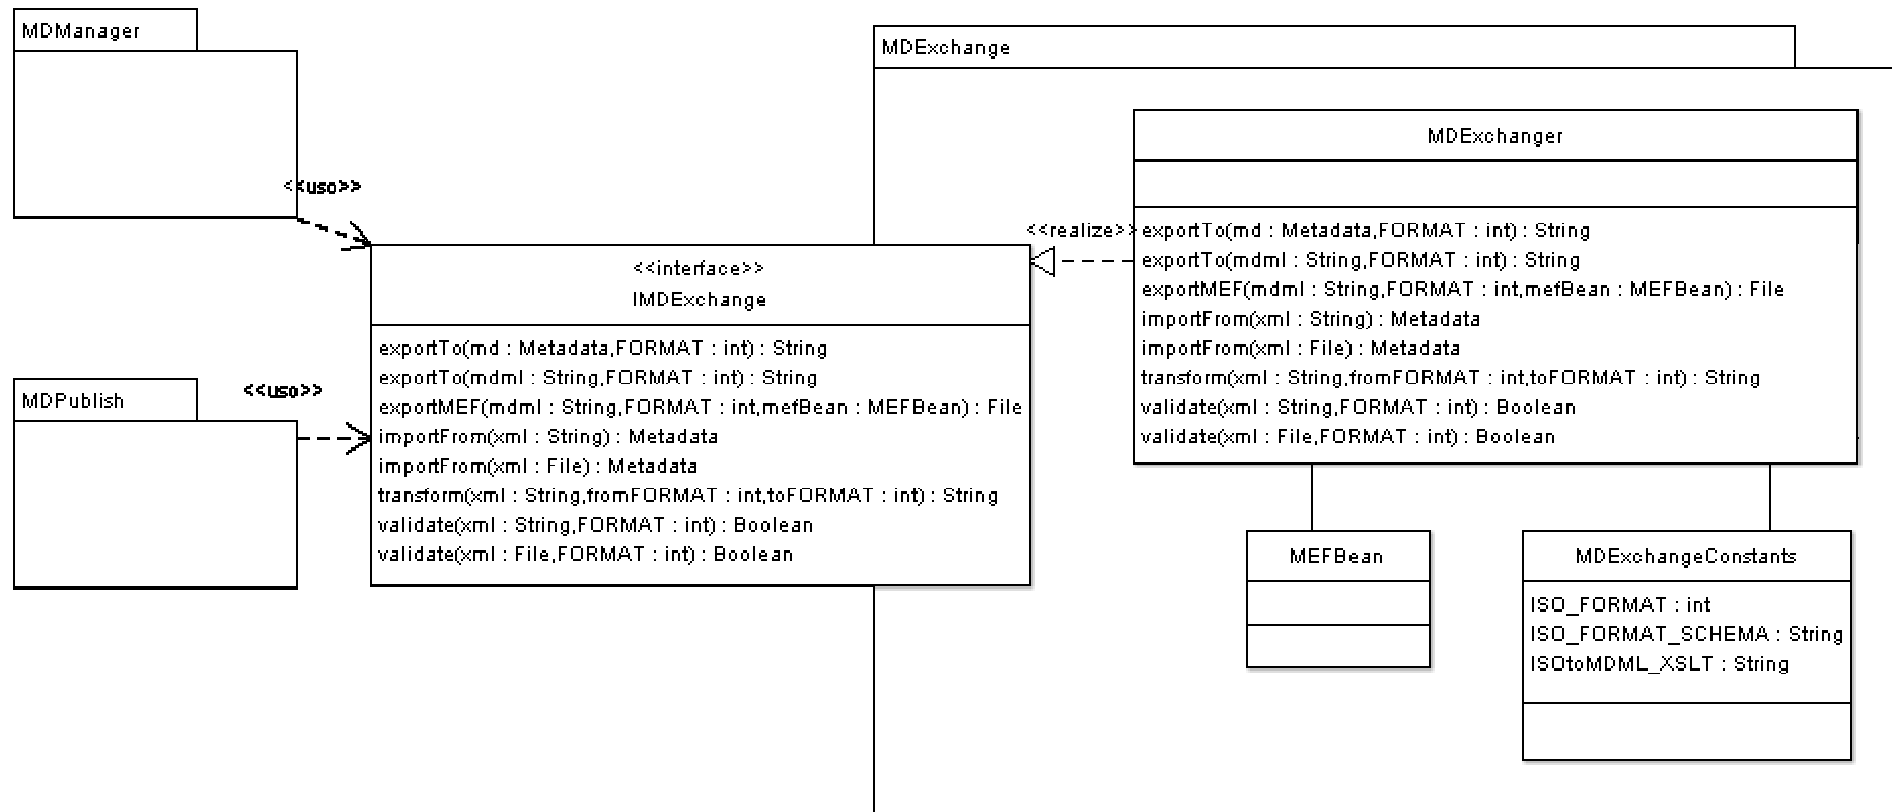 MDManager
<<uso>>
MDPublish
<<uso>>
<<interface>>
IMDExchange
exportTo(md : Metadata,FORMAT : int) : String
exportTo(mdml : String,FORMAT : int) : String
exportMEF(mdml : String,FORMAT : int,mefBean : MEFBean) : File
importFrom(xml : String) : Metadata
importFrom(xml : File) : Metadata
transform(xml : String,fromFORMAT : int,toFORMAT : int) : String
validate(xml : String,FORMAT : int) : Boolean
validate(xml : File,FORMAT : int) : Boolean
MDExchange
<<realize>>
MDExchanger
exportTo(md : Metadata,FORMAT : int) : String
exportTo(mdml : String,FORMAT : int) : String
exportMEF(mdml : String,FORMAT : int,mefBean : MEFBean) : File
importFrom(xml : String) : Metadata
importFrom(xml : File) : Metadata
transform(xml : String,fromFORMAT : int,toFORMAT : int) : String
validate(xml : String,FORMAT : int) : Boolean
validate(xml : File,FORMAT : int) : Boolean
MEFBean
MDExchangeConstants
ISO_FORMAT : int
ISO_FORMAT_SCHEMA : String
ISOtoMDML_XSLT : String